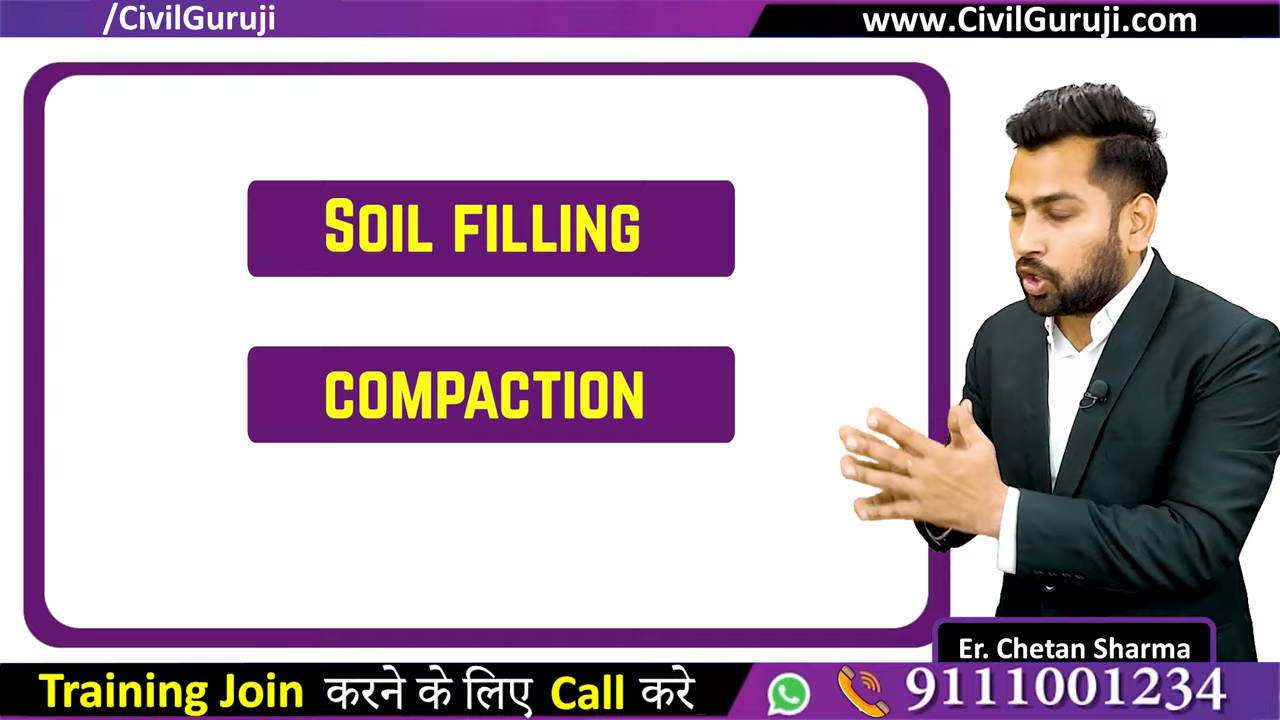 /CivilGuruji
www.CivilGuruji.com
SOIL FILLING
COMPACTION
Er. Chetan Sharma
Training Join करने के लिए Call करे
9111001234